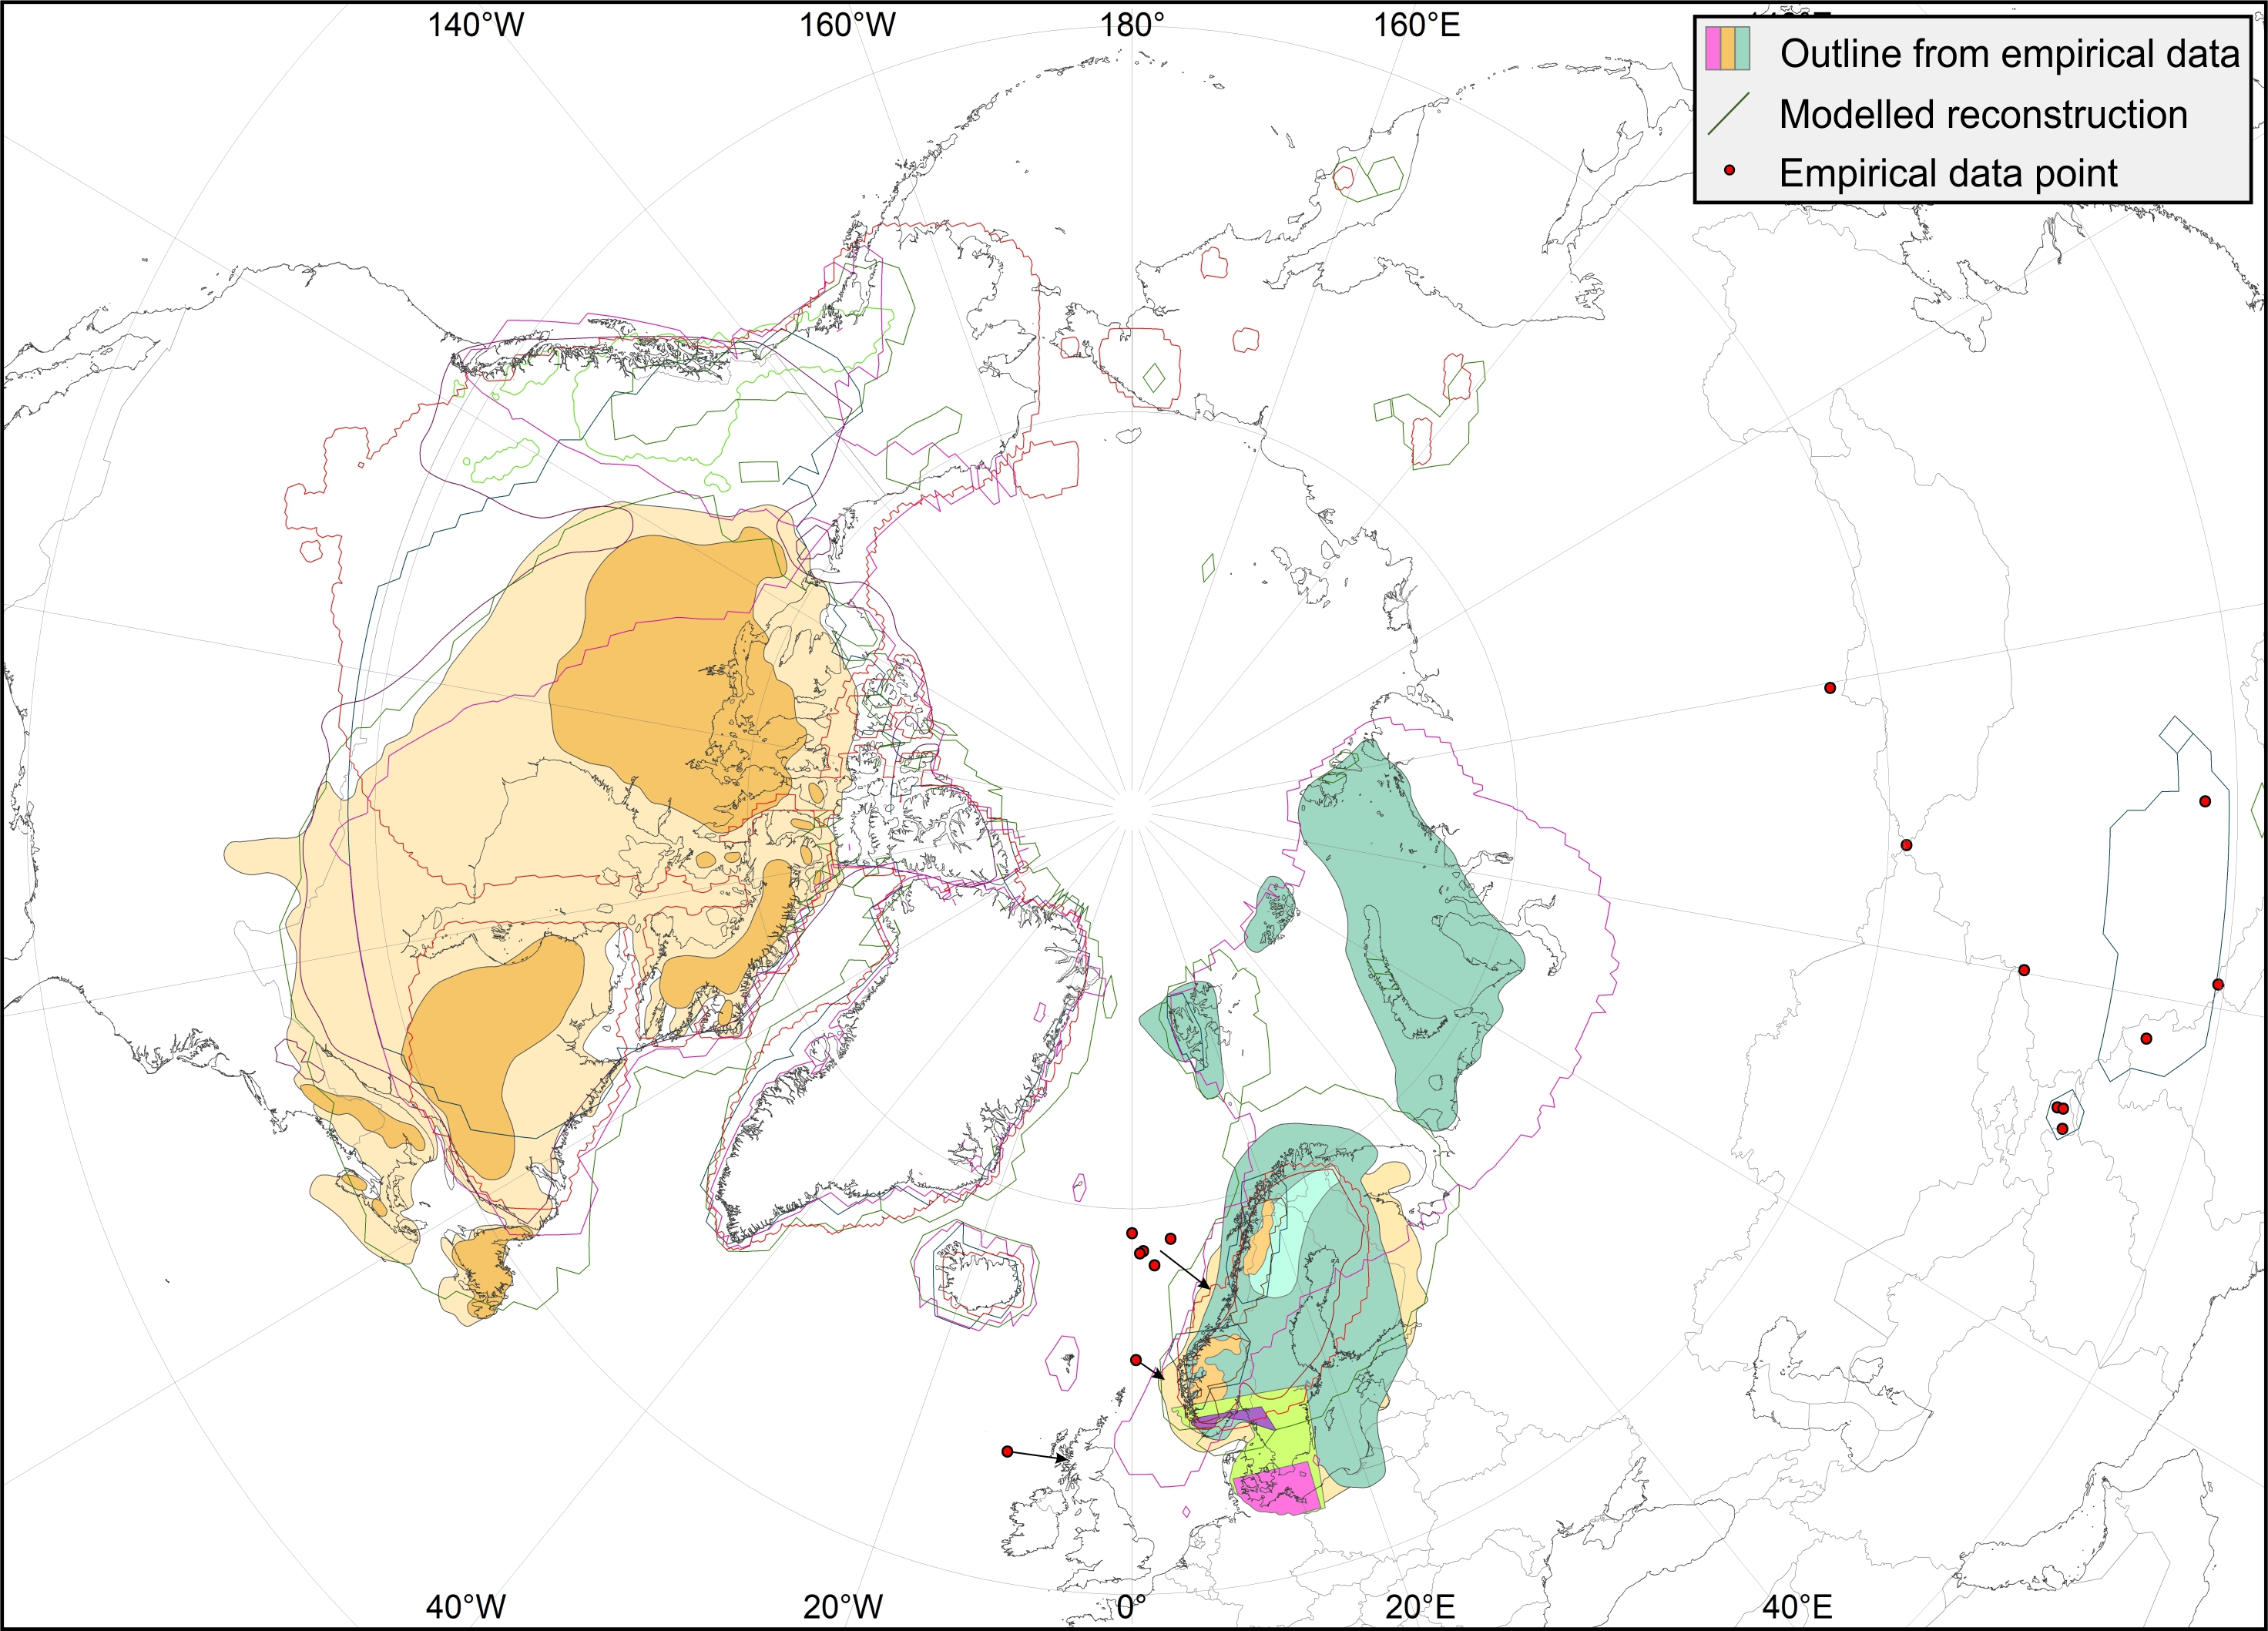 140°W 160°W 180° 160°E
Outline from empirical data
Modelled reconstruction
Empirical data point
40°W 20°W 0° 20°E 40°E